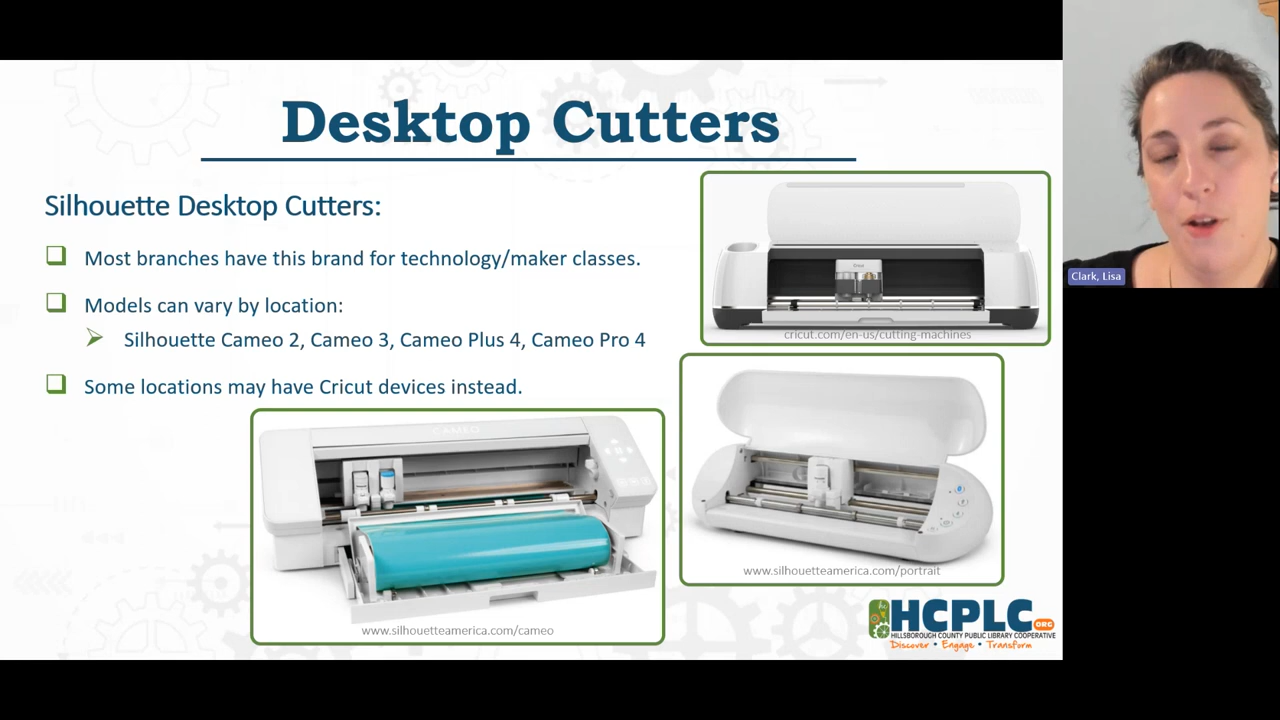 Desktop Cutters
Silhouette Desktop Cutters:
Most branches have this brand for technology/maker classes.
Models can vary by location:
Silhouette Cameo 2, Cameo 3, Cameo Plus 4, Cameo Pro 4
Some locations may have Cricut devices instead.
cricut.com/en-us/cutting-machines
CAMEO
www.silhouetteamerica.com/cameo
www.silhouetteamerica.com/portrait
HCPLC.ORG
HILLSBOROUGH COUNTY PUBLIC LIBRARY COOPERATIVE
Discover • Engage • Transform
Clark, Lisa